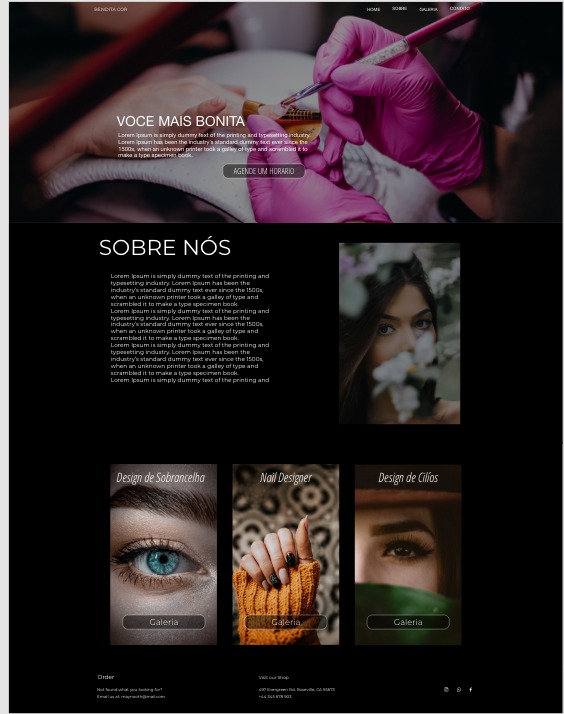 BENDITA COR
HOME SOBRE GALERIA CONTATO
VOCE MAIS BONITA
Lorem Ipsum is simply dummy text of the printing and typesetting industry.
Lorem Ipsum has been the industry's standard dummy text ever since the
1500s, when an unknown printer took a galley of type and scrambled it to
make a type specimen book.
AGENDE UM HORARIO
SOBRE NÓS
Lorem Ipsum is simply dummy text of the printing and
typesetting industry. Lorem Ipsum has been the
industry's standard dummy text ever since the 1500s,
when an unknown printer took a galley of type and
scrambled it to make a type specimen book.
Lorem Ipsum is simply dummy text of the printing and
typesetting industry. Lorem Ipsum has been the
industry's standard dummy text ever since the 1500s,
when an unknown printer took a galley of type and
scrambled it to make a type specimen book.
Lorem Ipsum is simply dummy text of the printing and
typesetting industry. Lorem Ipsum has been the
industry's standard dummy text ever since the 1500s,
when an unknown printer took a galley of type and
scrambled it to make a type specimen book.
Lorem Ipsum is simply dummy text of the printing and
Design de Sobrancelha
Nail Designer
Design de Cílios
Galeria
Galeria
Galeria
Order
Not found what you looking for?
Email us at
Visit our Shop
497 Evergreen Rd. Roseville, CA 95673
+44 345 678 903